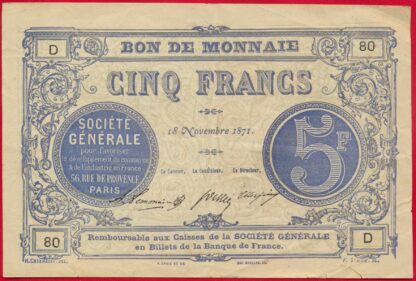 D BON DE MONNAIE 80
CINQ FRANCS
18 Novembre 1871.
SOCIÉTÉ
GÉNÉRALE
pour favoriser
le développement du commerce
& de l'industrie en France
56, RUE DE PROVENCE
PARIS
Le Caissier, Le Contrôleur, Le Directeur,
5F
80 Remboursable aux Caisses de la SOCIÉTÉ GÉNÉRALE D
en Billets de la Banque de France.